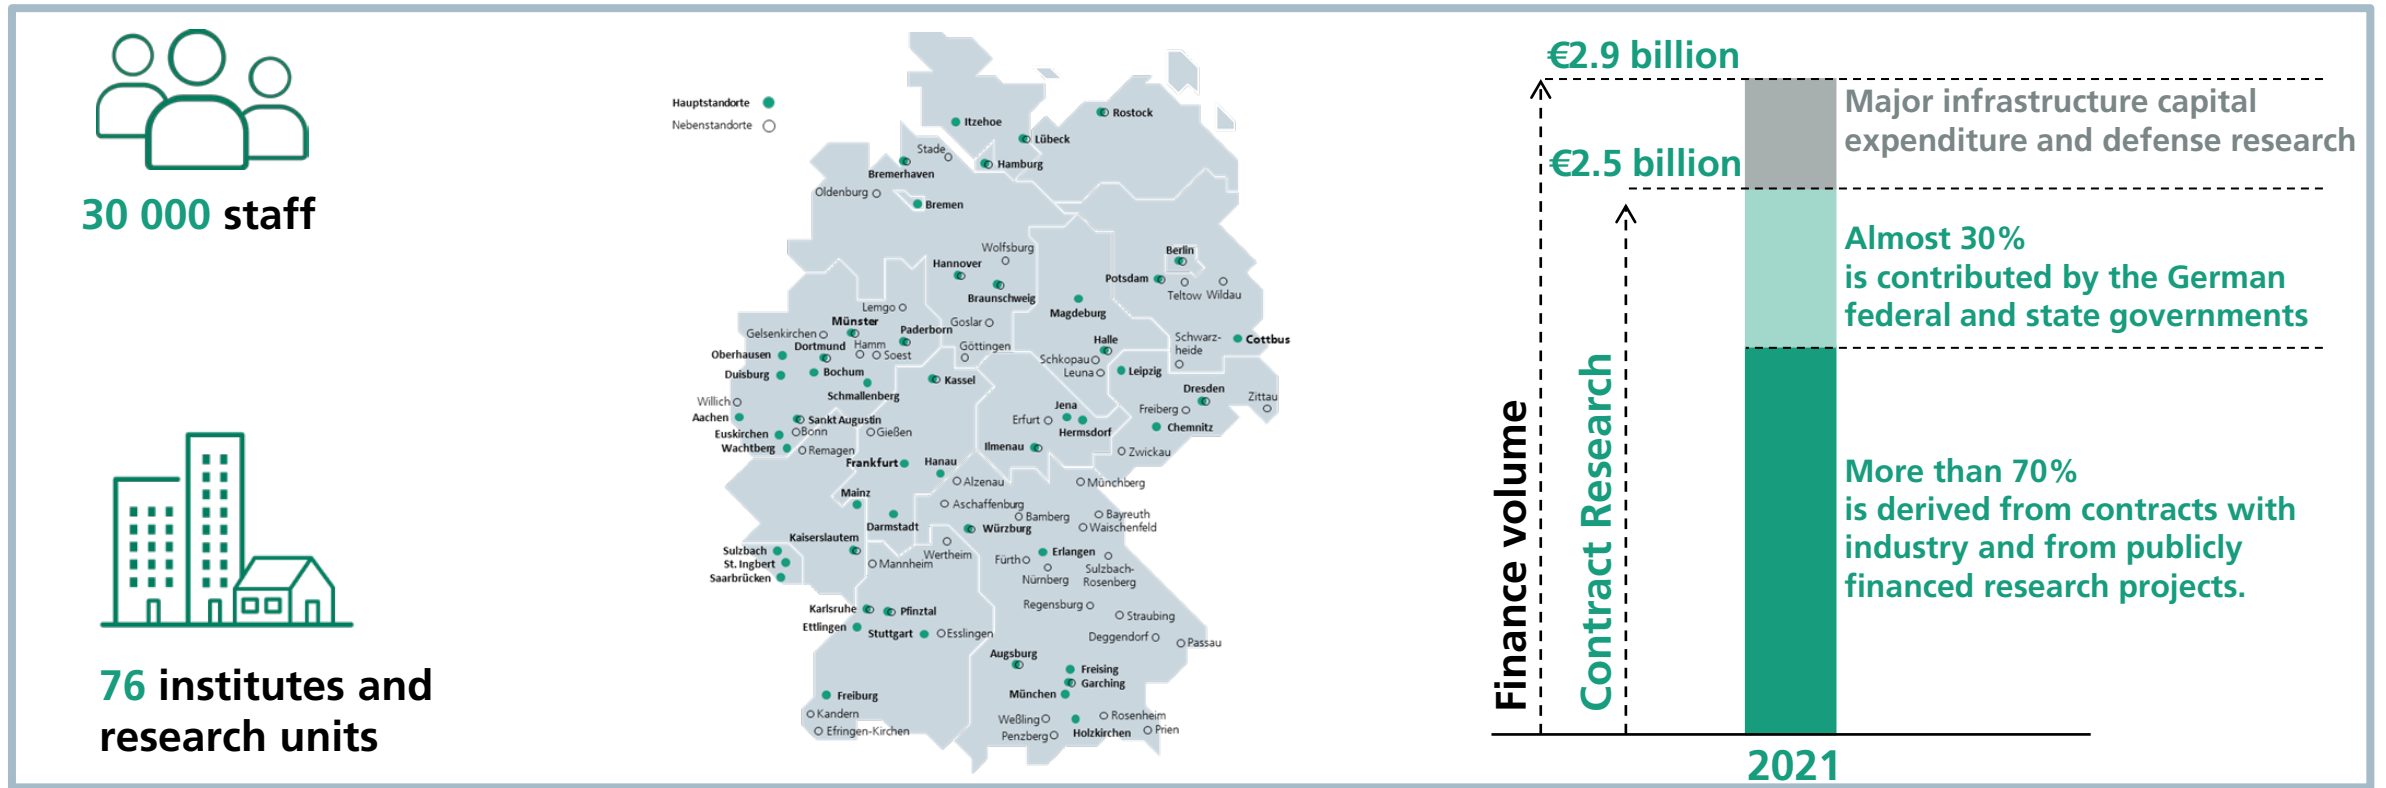 30 000 staff
76 institutes and
research units
Hauptstandorte
Nebenstandorte
Rostock
Itzehoe
Lübeck
Stade
Hamburg
Bremerhaven
Oldenburg
Bremen
Wolfsburg
Berlin
Hannover
Potsdam
Braunschweig
Teltow
Wildau
Lemgo
Magdeburg
Münster
Goslar
Paderborn
Gelsenkirchen
Dortmund
Hamm
Soest
Göttingen
Halle
Schwarz-
heide
Cottbus
Oberhausen
Schkopau
Leuna
Leipzig
Duisburg
Bochum
Kassel
Schmallenberg
Dresden
Zittau
Willich
Jena
Freiberg
Aachen
Sankt Augustin
Erfurt
Hermsdorf
Chemnitz
Euskirchen
Bonn
Gießen
Wachtberg
Remagen
Ilmenau
Zwickau
Frankfurt
Hanau
Alzenau
Münchberg
Mainz
Aschaffenburg
Bamberg
Bayreuth
Waischenfeld
Darmstadt
Würzburg
Kaiserslautern
Sulzbach
St. Ingbert
Saarbrücken
Mannheim
Wertheim
Erlangen
Fürth
Nürnberg
Sulzbach-
Rosenberg
Karlsruhe
Pfinztal
Regensburg
Straubing
Ettlingen
Stuttgart
Esslingen
Deggendorf
Passau
Augsburg
Freising
Garching
München
Freiburg
Kandern
Efringen-Kirchen
Weßling
Rosenheim
Penzberg
Holzkirchen
Prien
€2.9 billion
€2.5 billion
Finance volume
Contract Research
Major infrastructure capital
expenditure and defense research
Almost 30%
is contributed by the German
federal and state governments
More than 70%
is derived from contracts with
industry and from publicly
financed research projects.
2021